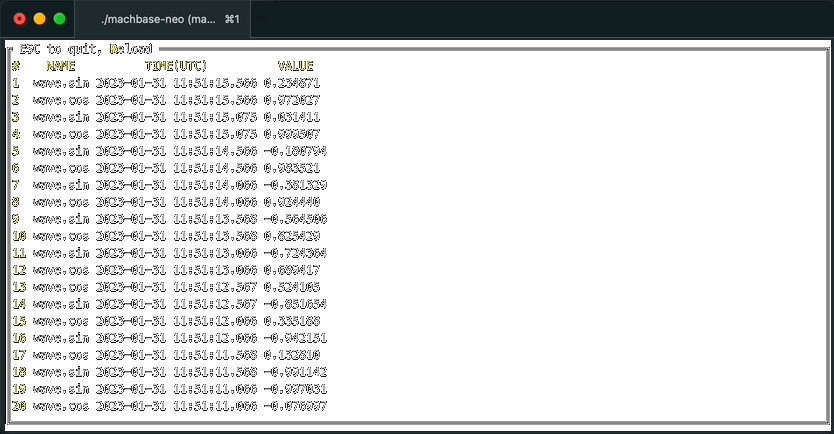 ./machbase-neo (ma... ⌘1
ESC to quit, Reload
# NAME TIME(UTC) VALUE
1 wave.sin 2023-01-31 11:51:15.566 0.234871
2 wave.cos 2023-01-31 11:51:15.566 0.972027
3 wave.sin 2023-01-31 11:51:15.075 0.031411
4 wave.cos 2023-01-31 11:51:15.075 0.999507
5 wave.sin 2023-01-31 11:51:14.566 -0.180794
6 wave.cos 2023-01-31 11:51:14.566 0.983521
7 wave.sin 2023-01-31 11:51:14.066 -0.381329
8 wave.cos 2023-01-31 11:51:14.066 0.924440
9 wave.sin 2023-01-31 11:51:13.568 -0.564506
10 wave.cos 2023-01-31 11:51:13.568 0.825429
11 wave.sin 2023-01-31 11:51:13.066 -0.724364
12 wave.cos 2023-01-31 11:51:13.066 0.689417
13 wave.cos 2023-01-31 11:51:12.567 0.524105
14 wave.sin 2023-01-31 11:51:12.567 -0.851654
15 wave.cos 2023-01-31 11:51:12.066 0.335188
16 wave.sin 2023-01-31 11:51:12.066 -0.942151
17 wave.cos 2023-01-31 11:51:11.568 0.132810
18 wave.sin 2023-01-31 11:51:11.568 -0.991142
19 wave.sin 2023-01-31 11:51:11.066 -0.997031
20 wave.cos 2023-01-31 11:51:11.066 -0.076997